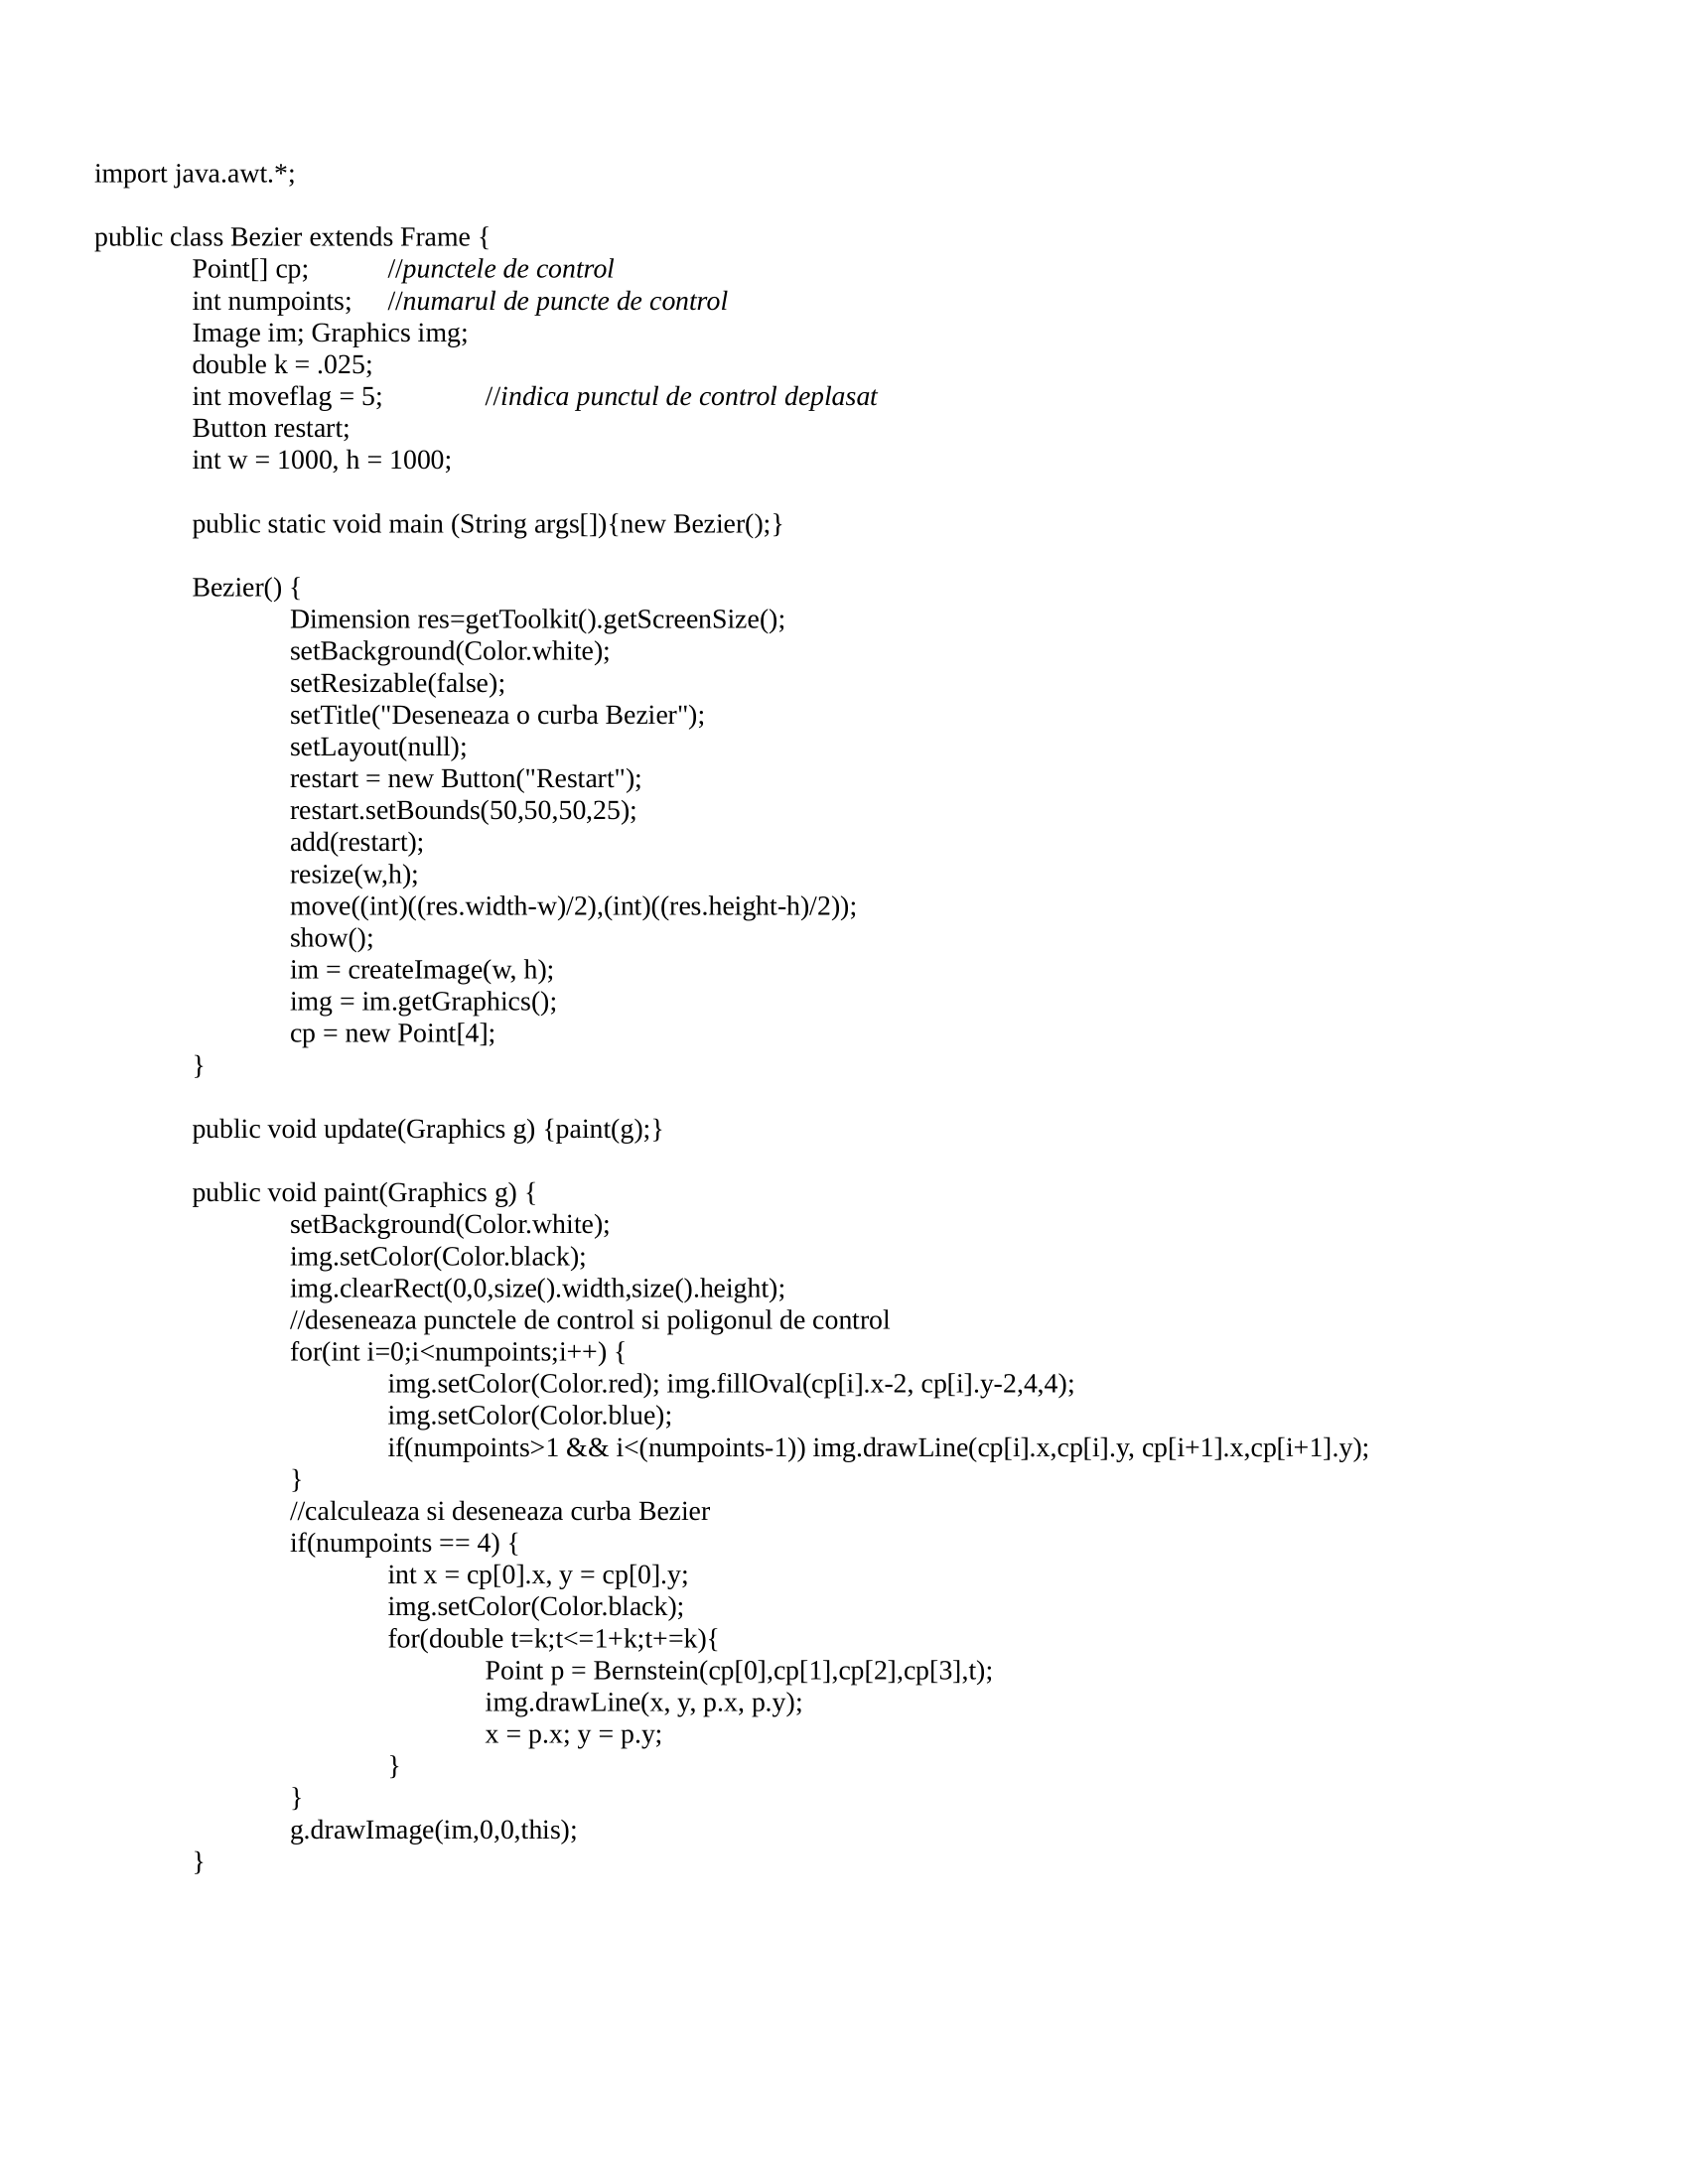 import java.awt.*;
public class Bezier extends Frame {
Point[] cp; //punctele de control
int numpoints; //numarul de puncte de control
Image im; Graphics img;
double k = .025;
int moveflag = 5; //indica punctul de control deplasat
Button restart;
int w = 1000, h = 1000;
public static void main (String args[]){new Bezier();}
Bezier() {
Dimension res=getToolkit().getScreenSize();
setBackground(Color.white);
setResizable(false);
setTitle("Deseneaza o curba Bezier");
setLayout(null);
restart = new Button("Restart");
restart.setBounds(50,50,50,25);
add(restart);
resize(w,h);
move((int)((res.width-w)/2),(int)((res.height-h)/2));
show();
im = createImage(w, h);
img = im.getGraphics();
cp = new Point[4];
}
public void update(Graphics g) {paint(g);}
public void paint(Graphics g) {
setBackground(Color.white);
img.setColor(Color.black);
img.clearRect(0,0,size().width,size().height);
//deseneaza punctele de control si poligonul de control
for(int i=0;i<numpoints;i++) {
img.setColor(Color.red); img.fillOval(cp[i].x-2, cp[i].y-2,4,4);
img.setColor(Color.blue);
if(numpoints>1 && i<(numpoints-1)) img.drawLine(cp[i].x,cp[i].y, cp[i+1].x,cp[i+1].y);
}
//calculeaza si deseneaza curba Bezier
if(numpoints == 4) {
int x = cp[0].x, y = cp[0].y;
img.setColor(Color.black);
for(double t=k;t<=1+k;t+=k){
Point p = Bernstein(cp[0],cp[1],cp[2],cp[3],t);
img.drawLine(x, y, p.x, p.y);
x = p.x; y = p.y;
}
}
g.drawImage(im,0,0,this);
}